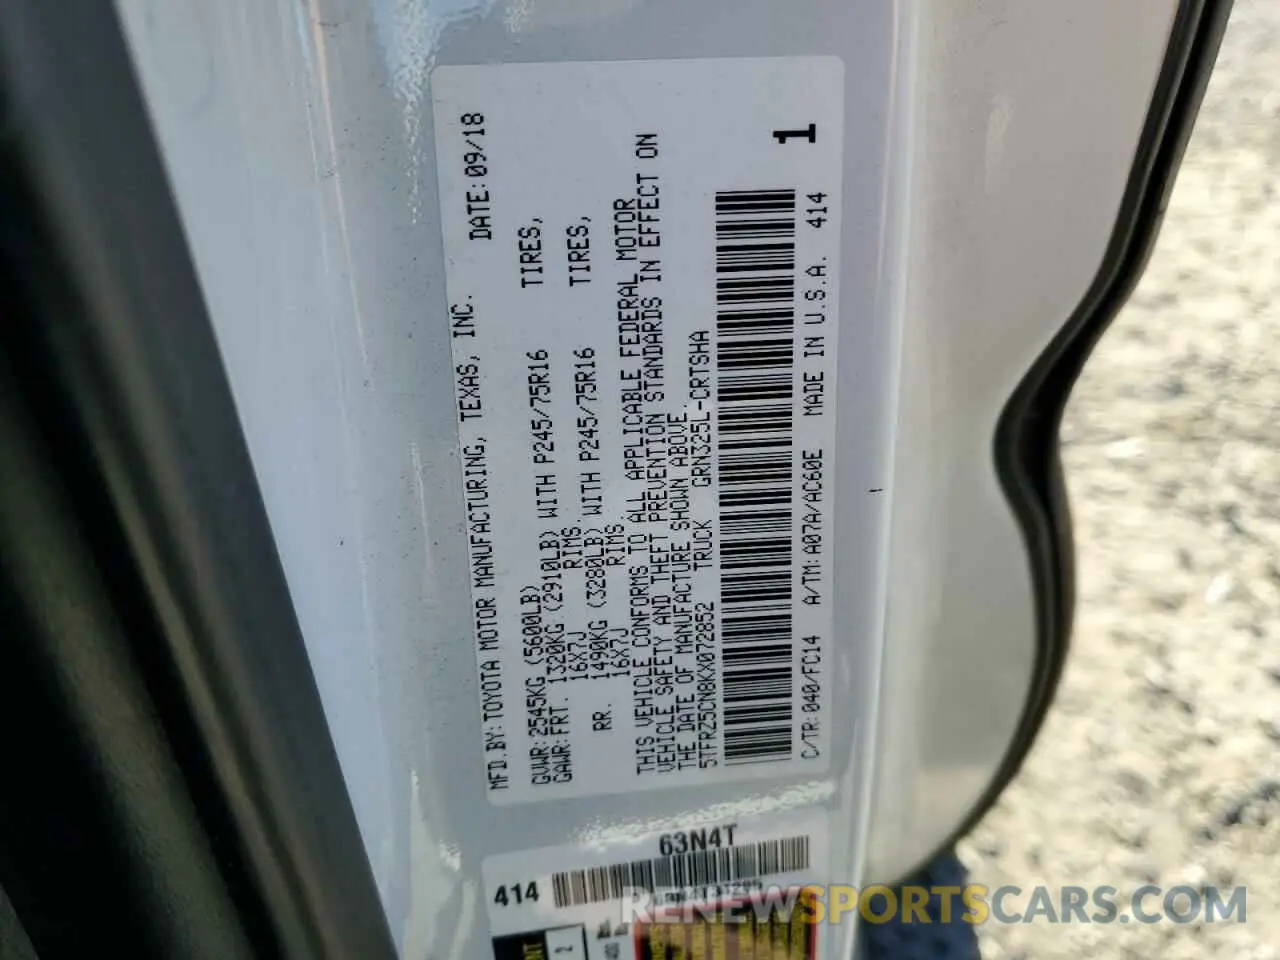 MFD.BY:TOYOTA MOTOR MANUFACTURING, TEXAS, INC. DATE:09/18
GVWR:2545KG (5600LB)
GAWR:FRT. 1320KG (2910LB) WITH P245/75R16 TIRES,
16X7J RIMS,
RR. 1490KG (3280LB) WITH P245/75R16 TIRES,
16X7J RIMS
THIS VEHICLE CONFORMS TO ALL APPLICABLE FEDERAL MOTOR
VEHICLE SAFETY AND THEFT PREVENTION STANDARDS IN EFFECT ON
THE DATE OF MANUFACTURE SHOWN ABOVE.
5TFRZ5CN8KX072852 TRUCK GRN325L-CRTSHA
1
C/TR:040/FC14 A/TM:A07A/AC60E MADE IN U.S.A. 414
63N4T
414
2
RENEWSPORTSCARS.COM